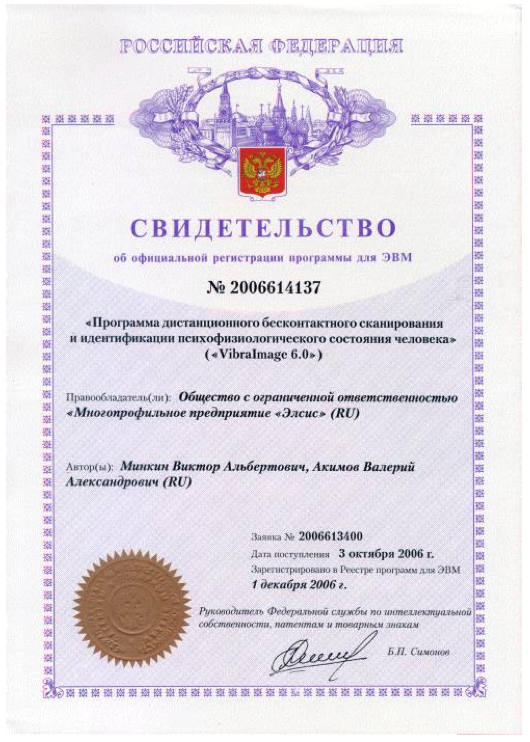 РОССИЙСКАЯ ФЕДЕРАЦИЯ
СВИДЕТЕЛЬСТВО
об официальной регистрации программы для ЭВМ
№ 2006614137
«Программа дистанционного бесконтактного сканирования
и идентификации психофизиологического состояния человека»
(«VibraImage 6.0»)
Правообладатель(ли): Общество с ограниченной ответственностью
«Многопрофильное предприятие «Элсис» (RU)
Автор(ы): Минкин Виктор Альбертович, Акимов Валерий
Александрович (RU)
Заявка № 2006613400
Дата поступления 3 октября 2006 г.
Зарегистрировано в Реестре программ для ЭВМ
1 декабря 2006 г.
Руководитель Федеральной службы по интеллектуальной
собственности, патентам и товарным знакам
Б.П. Симонов